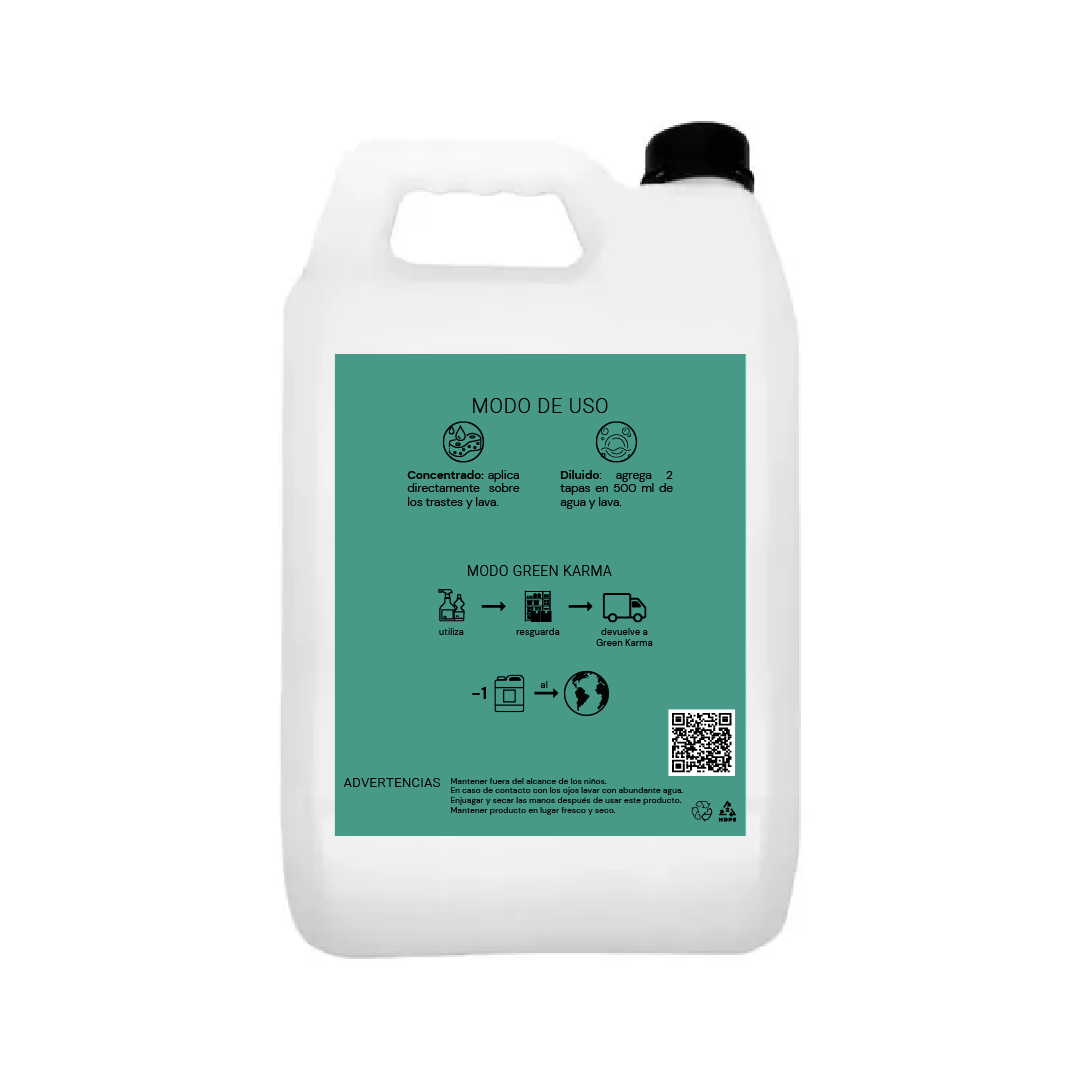 MODO DE USO
Concentrado: aplica
directamente sobre
los trastes y lava.
Diluido: agrega 2
tapas en 500 ml de
agua y lava.
MODO GREEN KARMA
utiliza
resguarda
devuelve a
Green Karma
-1
al
ADVERTENCIAS
Mantener fuera del alcance de los niños.
En caso de contacto con los ojos lavar con abundante agua.
Enjuagar y secar las manos después de usar este producto.
Mantener producto en lugar fresco y seco.
2
HDPE